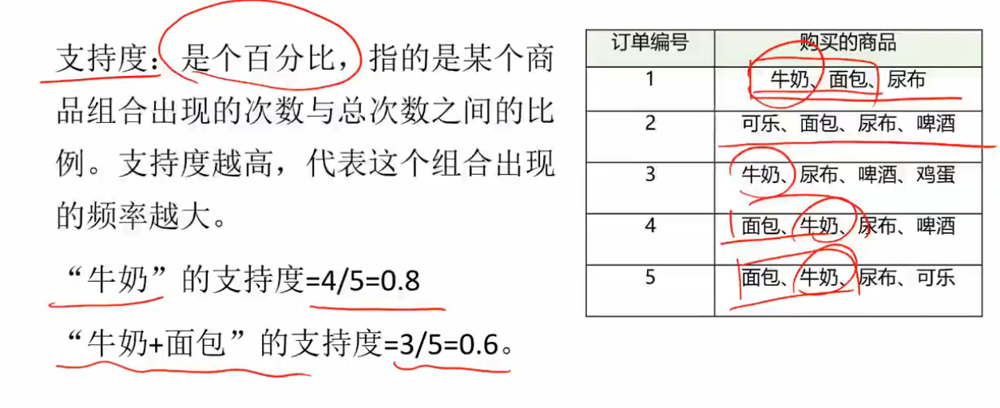 支持度：是个百分比，指的是某个商
品组合出现的次数与总次数之间的比
例。支持度越高，代表这个组合出现
的频率越大。
“牛奶”的支持度=4/5=0.8
“牛奶+面包”的支持度=3/5=0.6。
订单编号 购买的商品
1 牛奶、面包、尿布
2 可乐、面包、尿布、啤酒
3 牛奶、尿布、啤酒、鸡蛋
4 面包、牛奶、尿布、啤酒
5 面包、牛奶、尿布、可乐